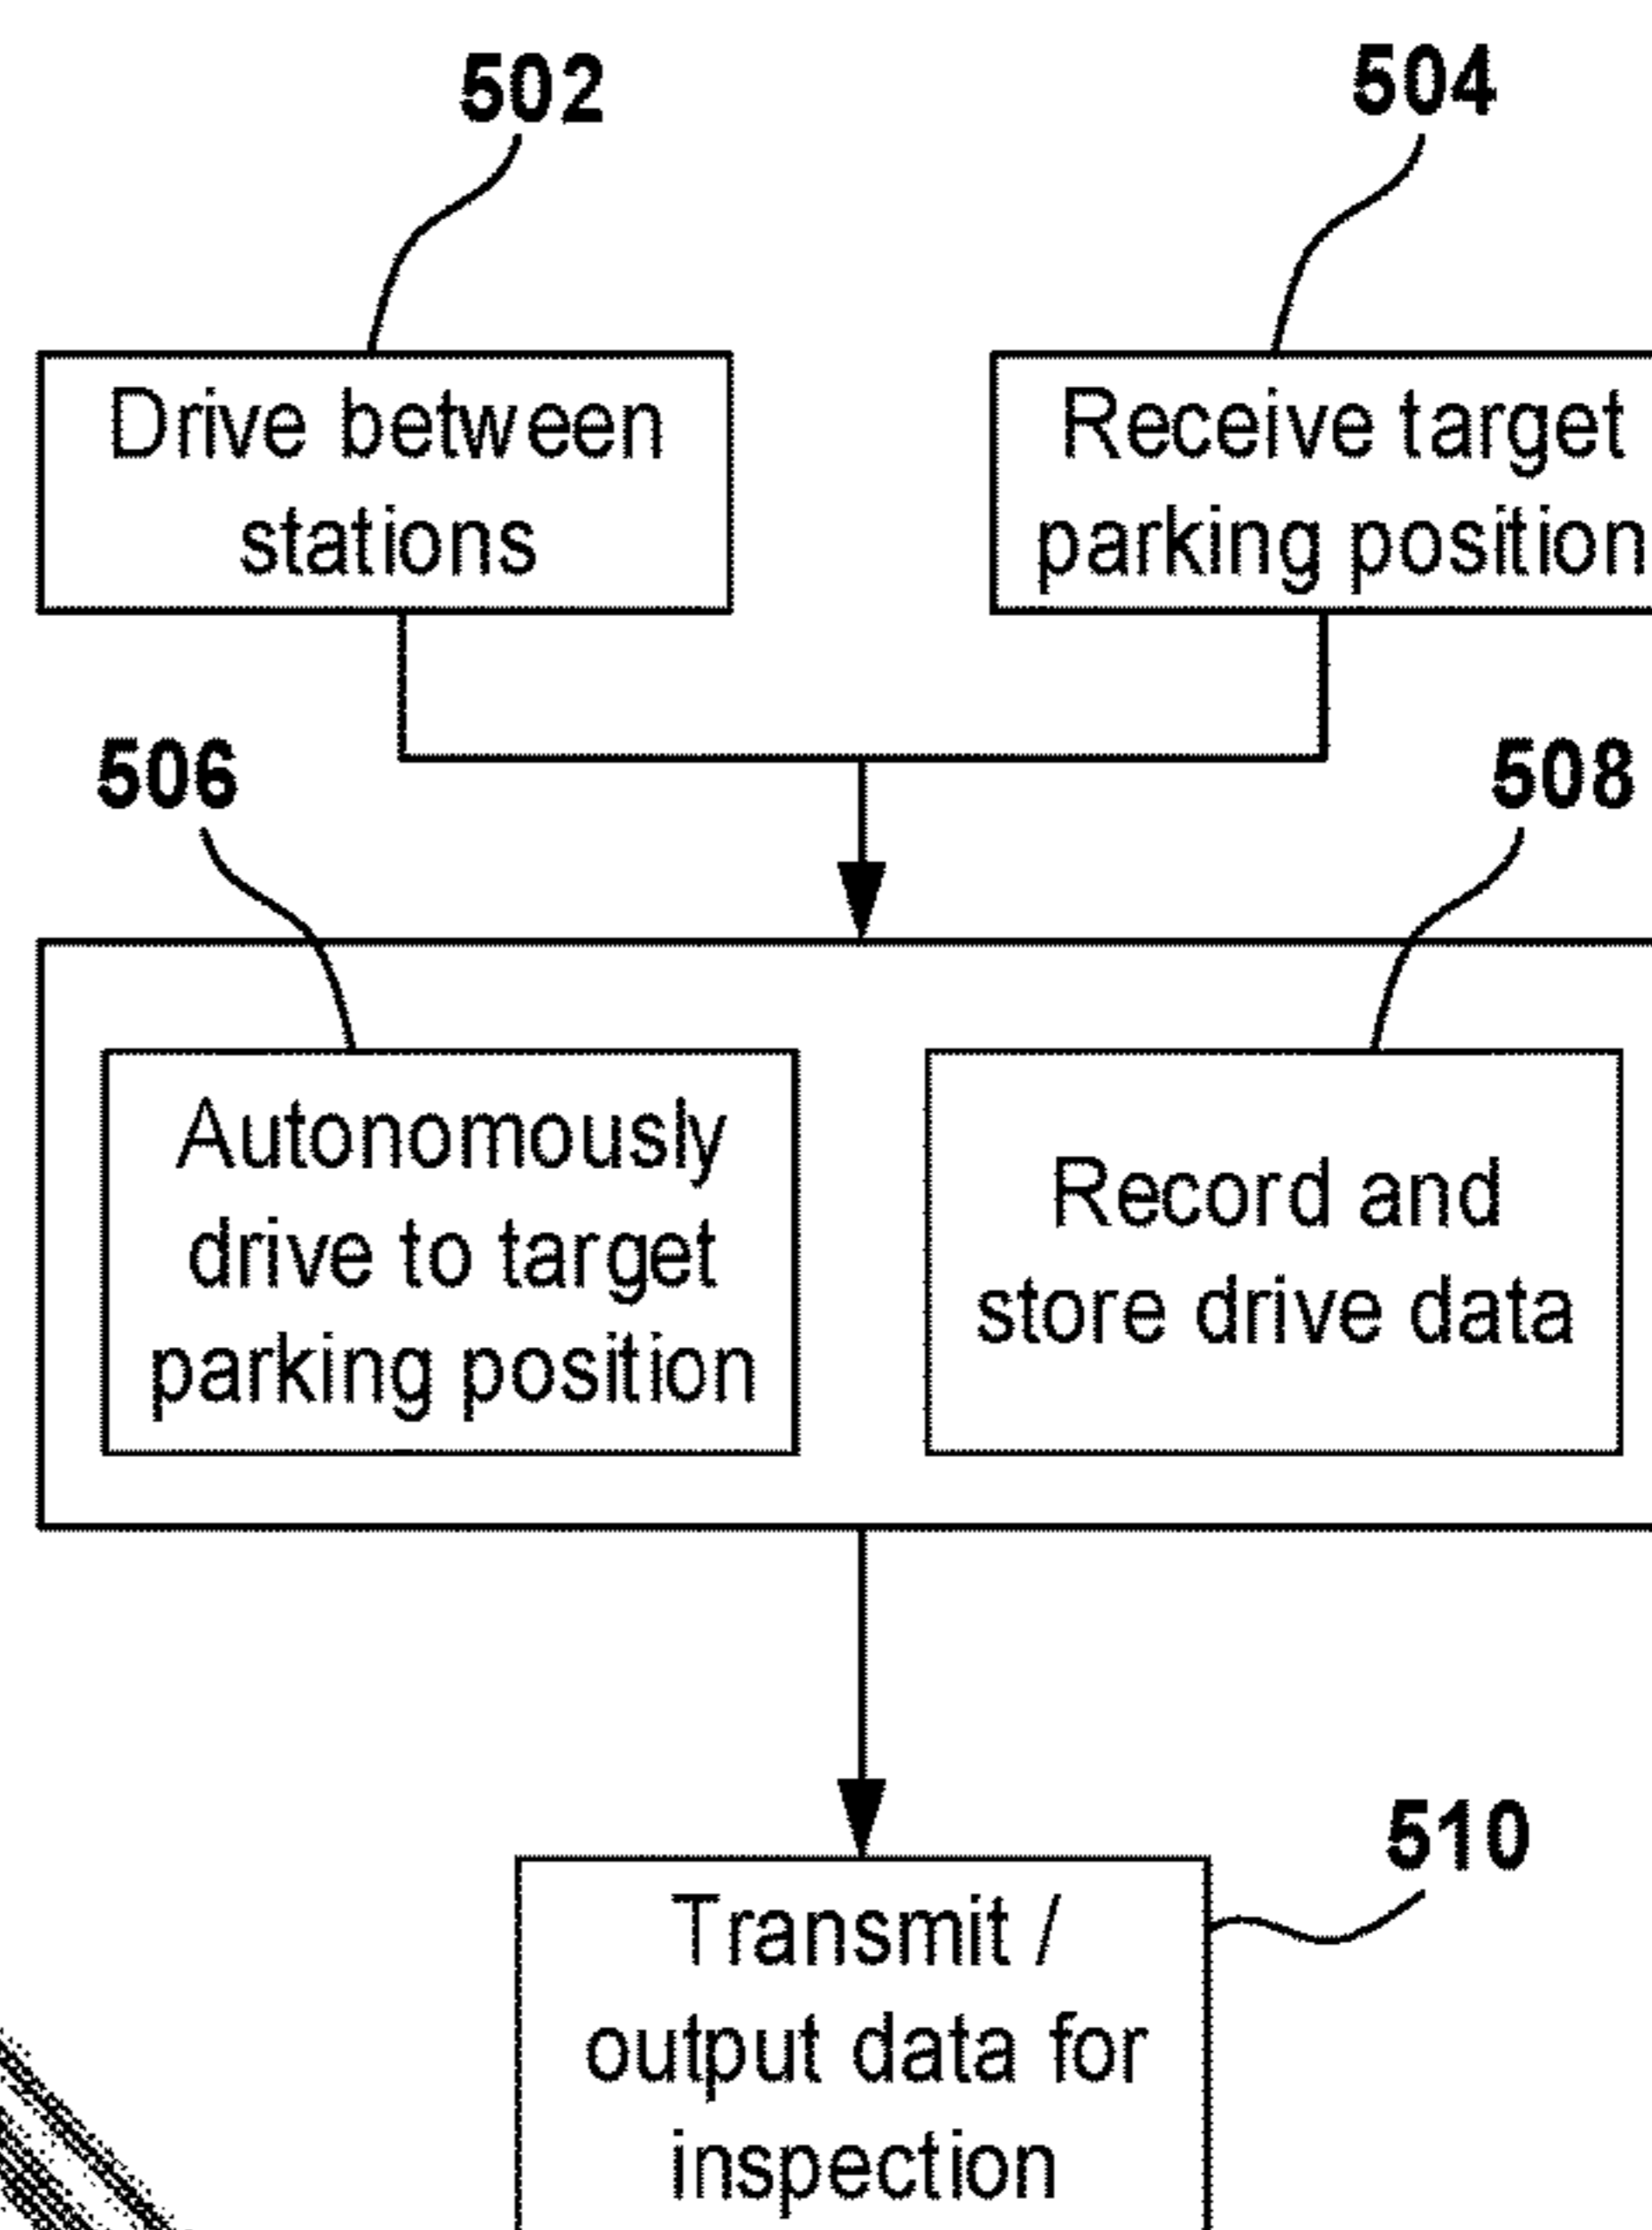 502
504
Drive between
stations
Receive target
parking position
506
508
Autonomously
drive to target
parking position
Record and
store drive data
510
Transmit /
output data for
inspection